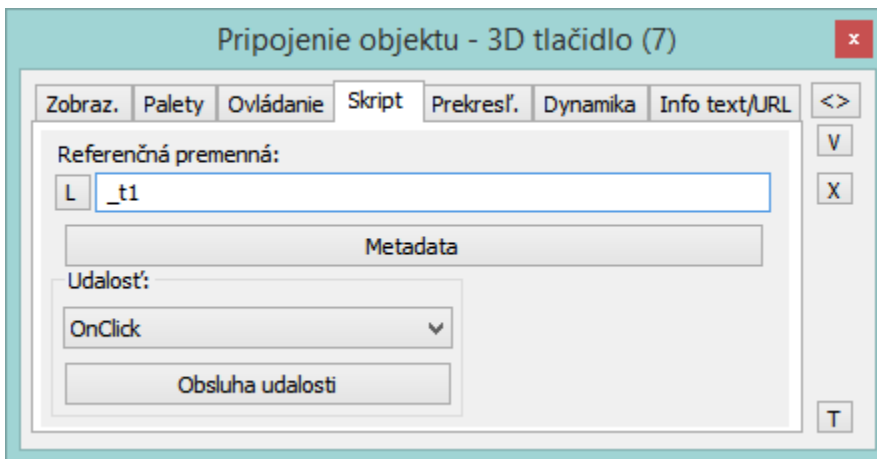 Pripojenie objektu - 3D tlačidlo (7)
x
Zobraz. Palety Ovládanie Skript Prekresľ. Dynamika Info text/URL <>
V
Referenčná premenná:
L _t1 X
Metadata
Udalosť:
OnClick
Obsluha udalosti
T